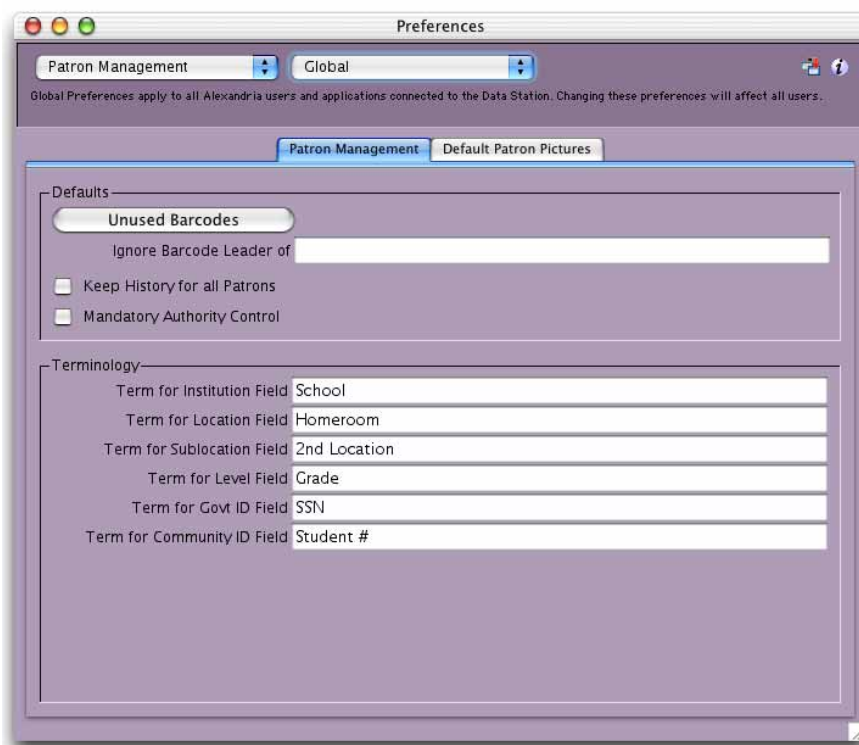 Preferences
Patron Management Global
Global Preferences apply to all Alexandria users and applications connected to the Data Station. Changing these preferences will affect all users.
Patron Management Default Patron Pictures
Defaults
Unused Barcodes
Ignore Barcode Leader of
Keep History for all Patrons
Mandatory Authority Control
Terminology
Term for Institution Field School
Term for Location Field Homeroom
Term for Sublocation Field 2nd Location
Term for Level Field Grade
Term for Govt ID Field SSN
Term for Community ID Field Student #